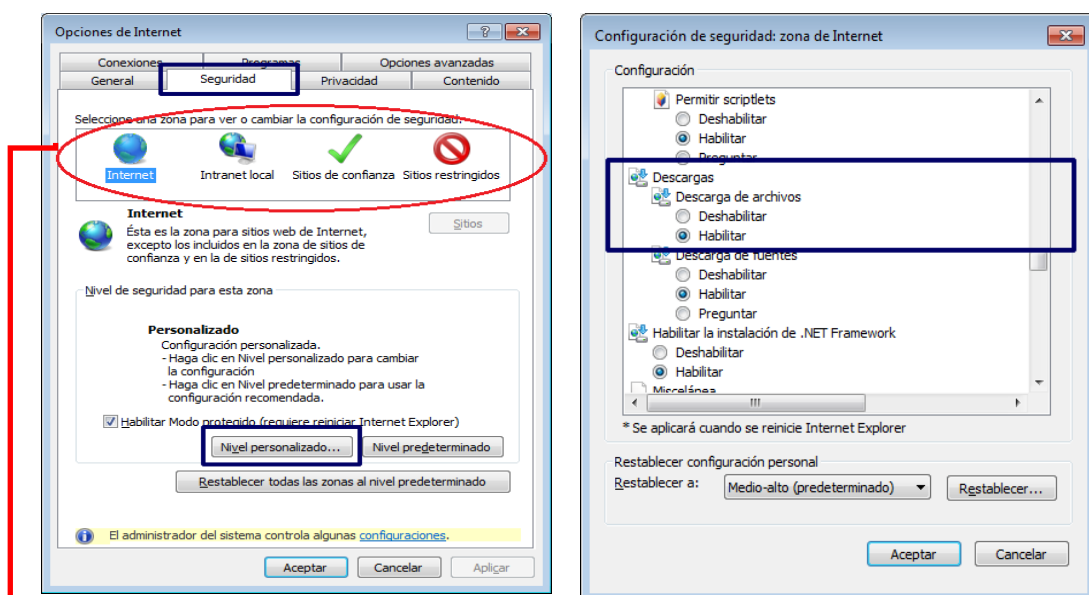 Opciones de Internet
Conexiones Programas Opciones avanzadas
General Seguridad Privacidad Contenido
Seleccione una zona para ver o cambiar la configuración de seguridad.
Internet Intranet local Sitios de confianza Sitios restringidos
Internet
Sitios
Ésta es la zona para sitios web de Internet,
excepto los incluidos en la zona de sitios de
confianza y en la de sitios restringidos.
Nivel de seguridad para esta zona
Personalizado
Configuración personalizada.
- Haga clic en Nivel personalizado para cambiar
la configuración
- Haga clic en Nivel predeterminado para usar la
configuración recomendada.
Habilitar Modo protegido (requiere reiniciar Internet Explorer)
Nivel personalizado... Nivel predeterminado
Restablecer todas las zonas al nivel predeterminado
El administrador del sistema controla algunas configuraciones.
Aceptar Cancelar Aplicar
Configuración de seguridad: zona de Internet
Configuración
Permitir scriptlets
Deshabilitar
Habilitar
Preguntar
Descargas
Descarga de archivos
Deshabilitar
Habilitar
Descarga de fuentes
Deshabilitar
Habilitar
Preguntar
Habilitar la instalación de .NET Framework
Deshabilitar
Habilitar
Miscelánea
* Se aplicará cuando se reinicie Internet Explorer
Restablecer configuración personal
Restablecer a: Medio-alto (predeterminado) Restablecer...
Aceptar Cancelar